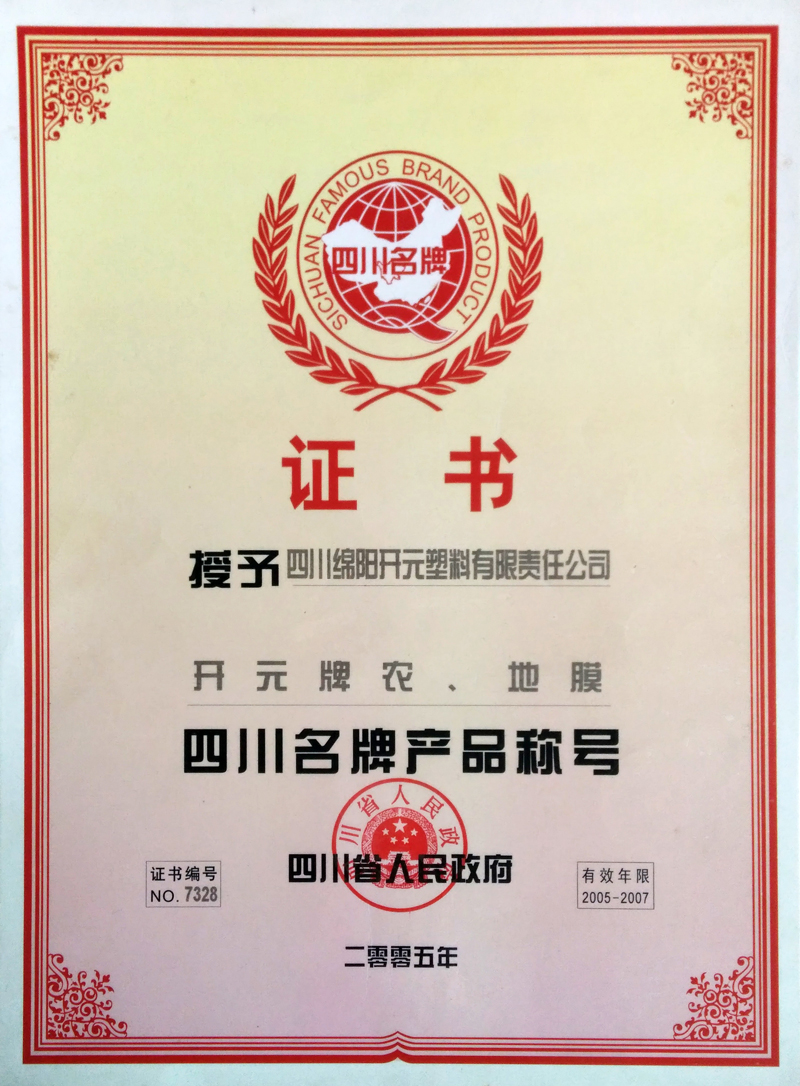 SICHUAN FAMOUS BRAND PRODUCT
四川名牌
证书
授予四川绵阳开元塑料有限责任公司
开元牌农、地膜
四川名牌产品称号
四川省人民政府
四川省人民政府
证书编号
NO. 7328
有效年限
2005-2007
二零零五年